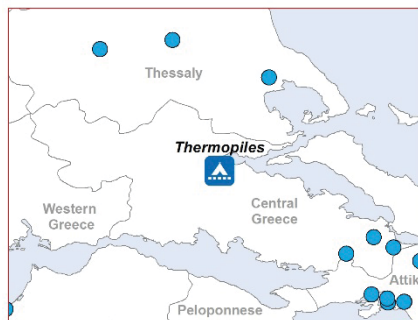 Thessaly
Thermopiles
Western
Greece
Central
Greece
Attik
Peloponnese